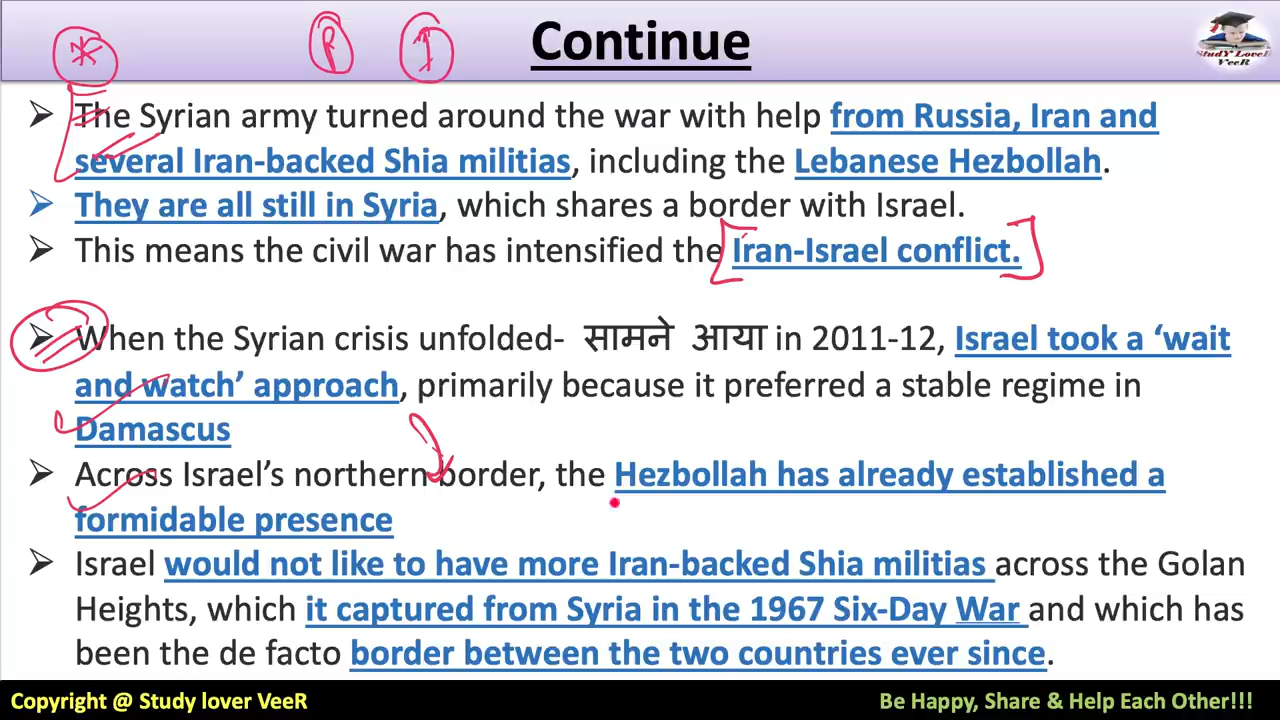 Continue
StudY LoveR
VeeR
* R I
➤ The Syrian army turned around the war with help from Russia, Iran and
several Iran-backed Shia militias, including the Lebanese Hezbollah.
➤ They are all still in Syria, which shares a border with Israel.
➤ This means the civil war has intensified the Iran-Israel conflict.
➤ When the Syrian crisis unfolded- सामने आया in 2011-12, Israel took a ‘wait
and watch’ approach, primarily because it preferred a stable regime in
Damascus
➤ Across Israel’s northern border, the Hezbollah has already established a
formidable presence
➤ Israel would not like to have more Iran-backed Shia militias across the Golan
Heights, which it captured from Syria in the 1967 Six-Day War and which has
been the de facto border between the two countries ever since.
Copyright @ Study lover VeeR
Be Happy, Share & Help Each Other!!!